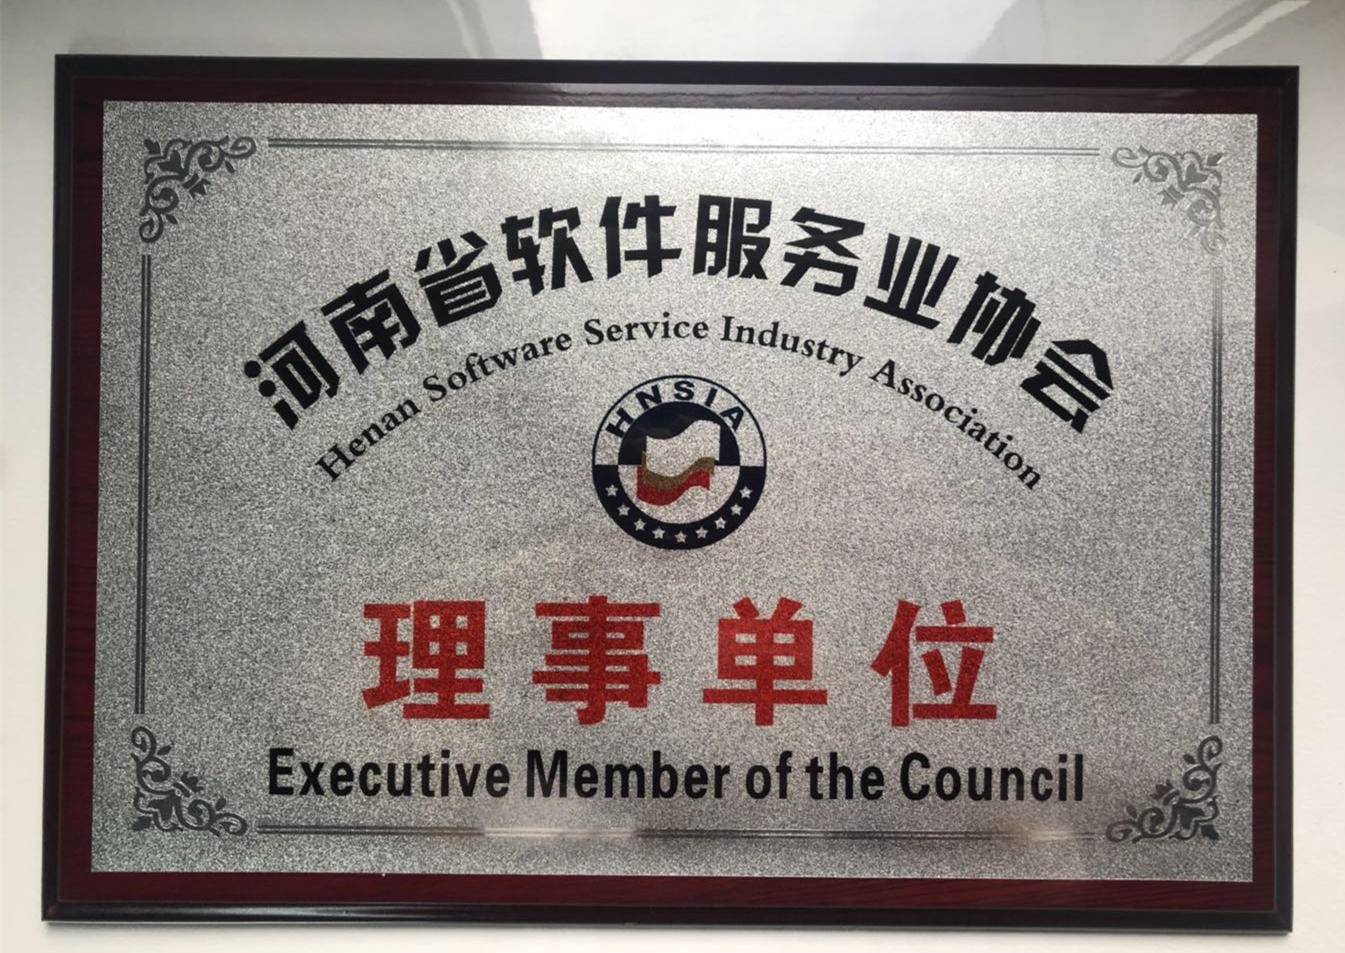 河南省软件服务业协会
Henan Software Service Industry Association
HNSIA
理事单位
Executive Member of the Council